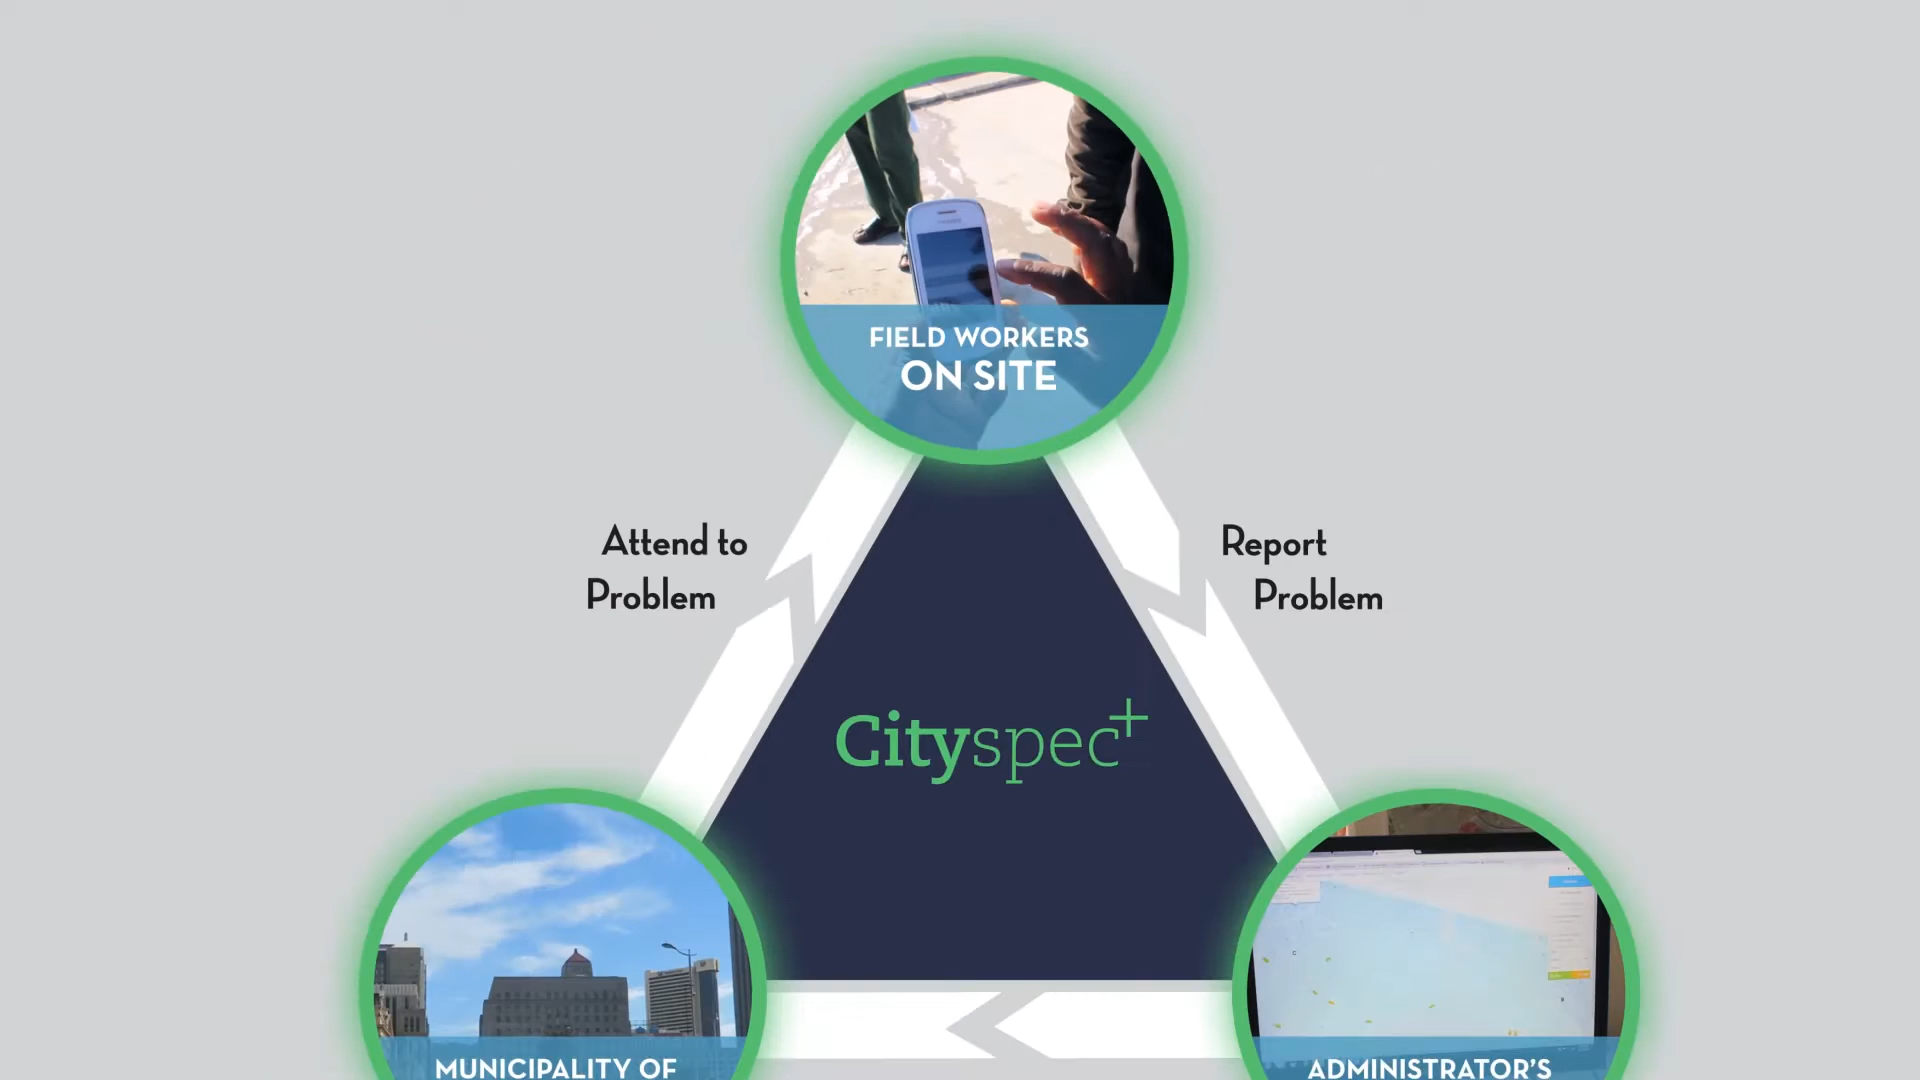 FIELD WORKERS
ON SITE
Attend to
Problem
Report
Problem
Cityspec+
MUNICIPALITY OF
ADMINISTRATOR'S